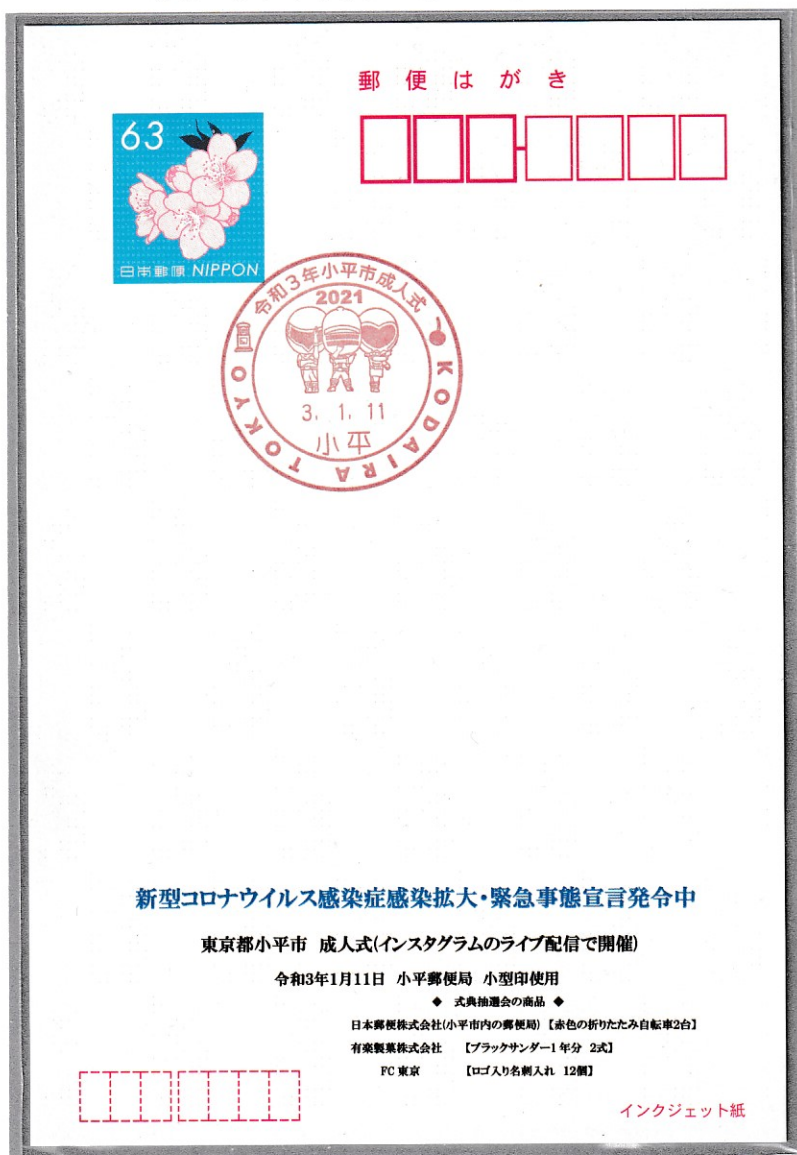 郵便はがき
63
日本郵便 NIPPON
令和3年小平市成人式
2021
3. 1. 11
小平
KODAIRA TOKYO
新型コロナウイルス感染症感染拡大・緊急事態宣言発令中
東京都小平市 成人式(インスタグラムのライブ配信で開催)
令和3年1月11日 小平郵便局 小型印使用
◆ 式典抽選会の商品 ◆
日本郵便株式会社(小平市内の郵便局)【赤色の折りたたみ自転車2台】
有楽製菓株式会社 【ブラックサンダー1年分 2式】
FC東京 【ロゴ入り名刺入れ 12個】
インクジェット紙